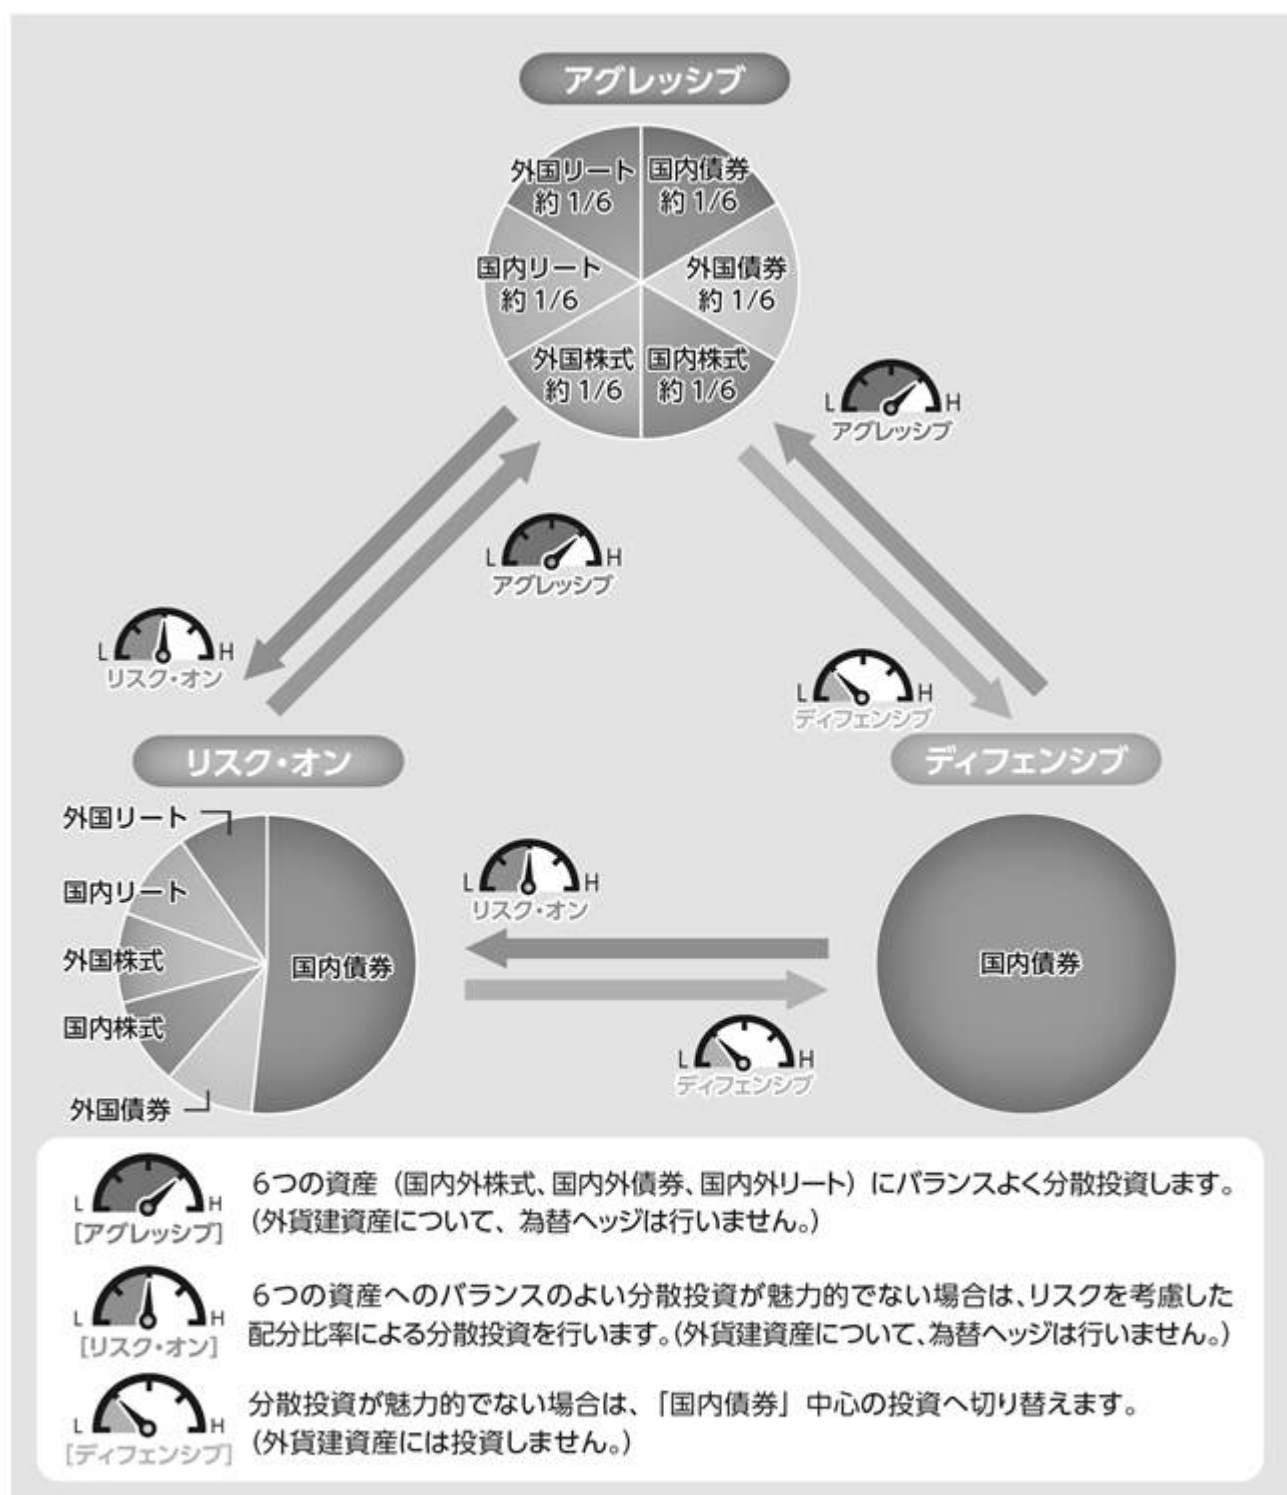 アグレッシブ
外国リート
約 1/6
国内債券
約 1/6
国内リート
約 1/6
外国債券
約 1/6
外国株式
約 1/6
国内株式
約 1/6
L H
アグレッシブ
L H
アグレッシブ
L H
リスク・オン
L H
ディフェンシブ
リスク・オン
ディフェンシブ
外国リート
国内リート
外国株式
国内株式
外国債券
国内債券
L H
リスク・オン
国内債券
L H
ディフェンシブ
L H
[アグレッシブ]
6つの資産（国内外株式、国内外債券、国内外リート）にバランスよく分散投資します。
（外貨建資産について、為替ヘッジは行いません。）
L H
[リスク・オン]
6つの資産へのバランスのよい分散投資が魅力的でない場合は、リスクを考慮した
配分比率による分散投資を行います。（外貨建資産について、為替ヘッジは行いません。）
L H
[ディフェンシブ]
分散投資が魅力的でない場合は、「国内債券」中心の投資へ切り替えます。
（外貨建資産には投資しません。）